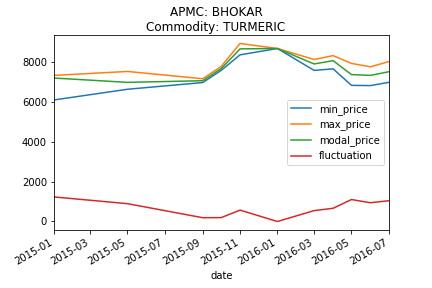 APMC: BHOKAR
Commodity: TURMERIC
8000
6000
4000
2000
0
min_price
max_price
modal_price
fluctuation
2015-01
2015-03
2015-05
2015-07
2015-09
2015-11
2016-01
2016-03
2016-05
2016-07
date